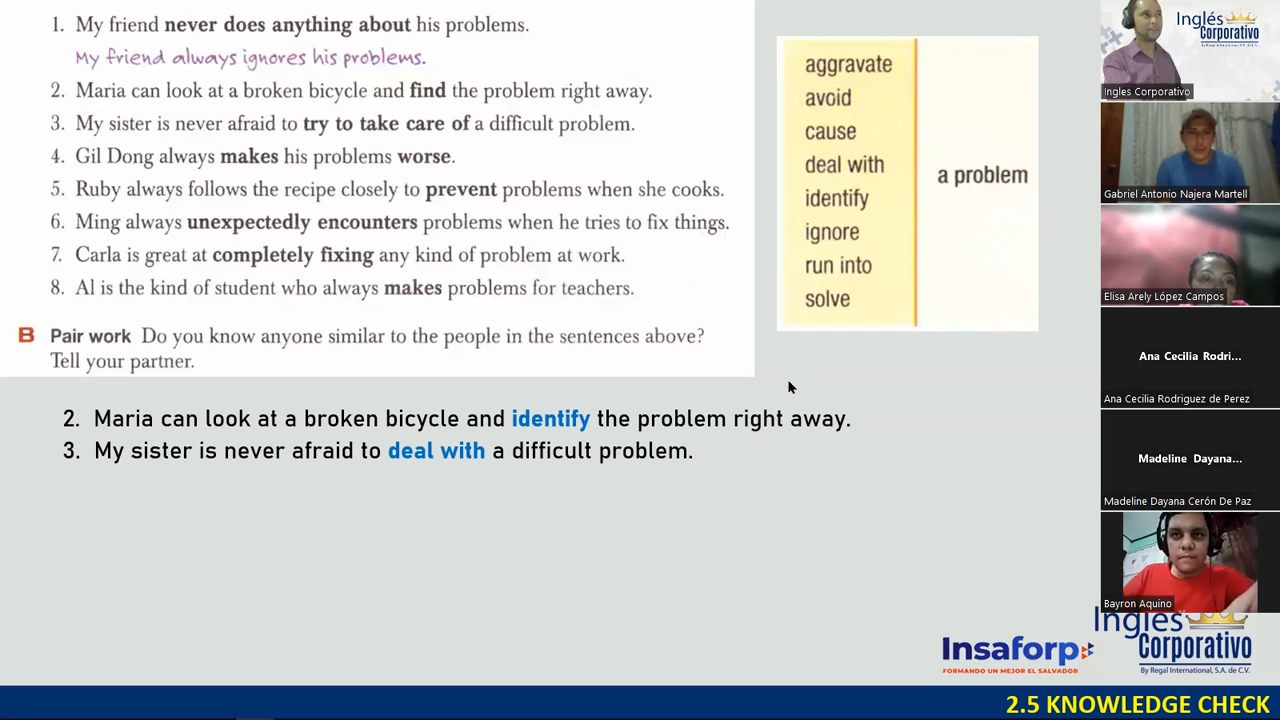 1. My friend never does anything about his problems.
My friend always ignores his problems.
2. Maria can look at a broken bicycle and find the problem right away.
3. My sister is never afraid to try to take care of a difficult problem.
4. Gil Dong always makes his problems worse.
5. Ruby always follows the recipe closely to prevent problems when she cooks.
6. Ming always unexpectedly encounters problems when he tries to fix things.
7. Carla is great at completely fixing any kind of problem at work.
8. Al is the kind of student who always makes problems for teachers.
B Pair work Do you know anyone similar to the people in the sentences above?
Tell your partner.
aggravate
avoid
cause
deal with
identify
ignore
run into
solve
a problem
2. Maria can look at a broken bicycle and identify the problem right away.
3. My sister is never afraid to deal with a difficult problem.
Inglés
Corporativo
By Regal International, S.A. de C.V.
Ingles Corporativo
Gabriel Antonio Najera Martell
Elisa Arely López Campos
Ana Cecilia Rodri...
Ana Cecilia Rodriguez de Perez
Madeline Dayana...
Madeline Dayana Cerón De Paz
Bayron Aquino
Insaforp
FORMANDO UN MEJOR EL SALVADOR
Inglés
Corporativo
By Regal International, S.A. de C.V.
2.5 KNOWLEDGE CHECK